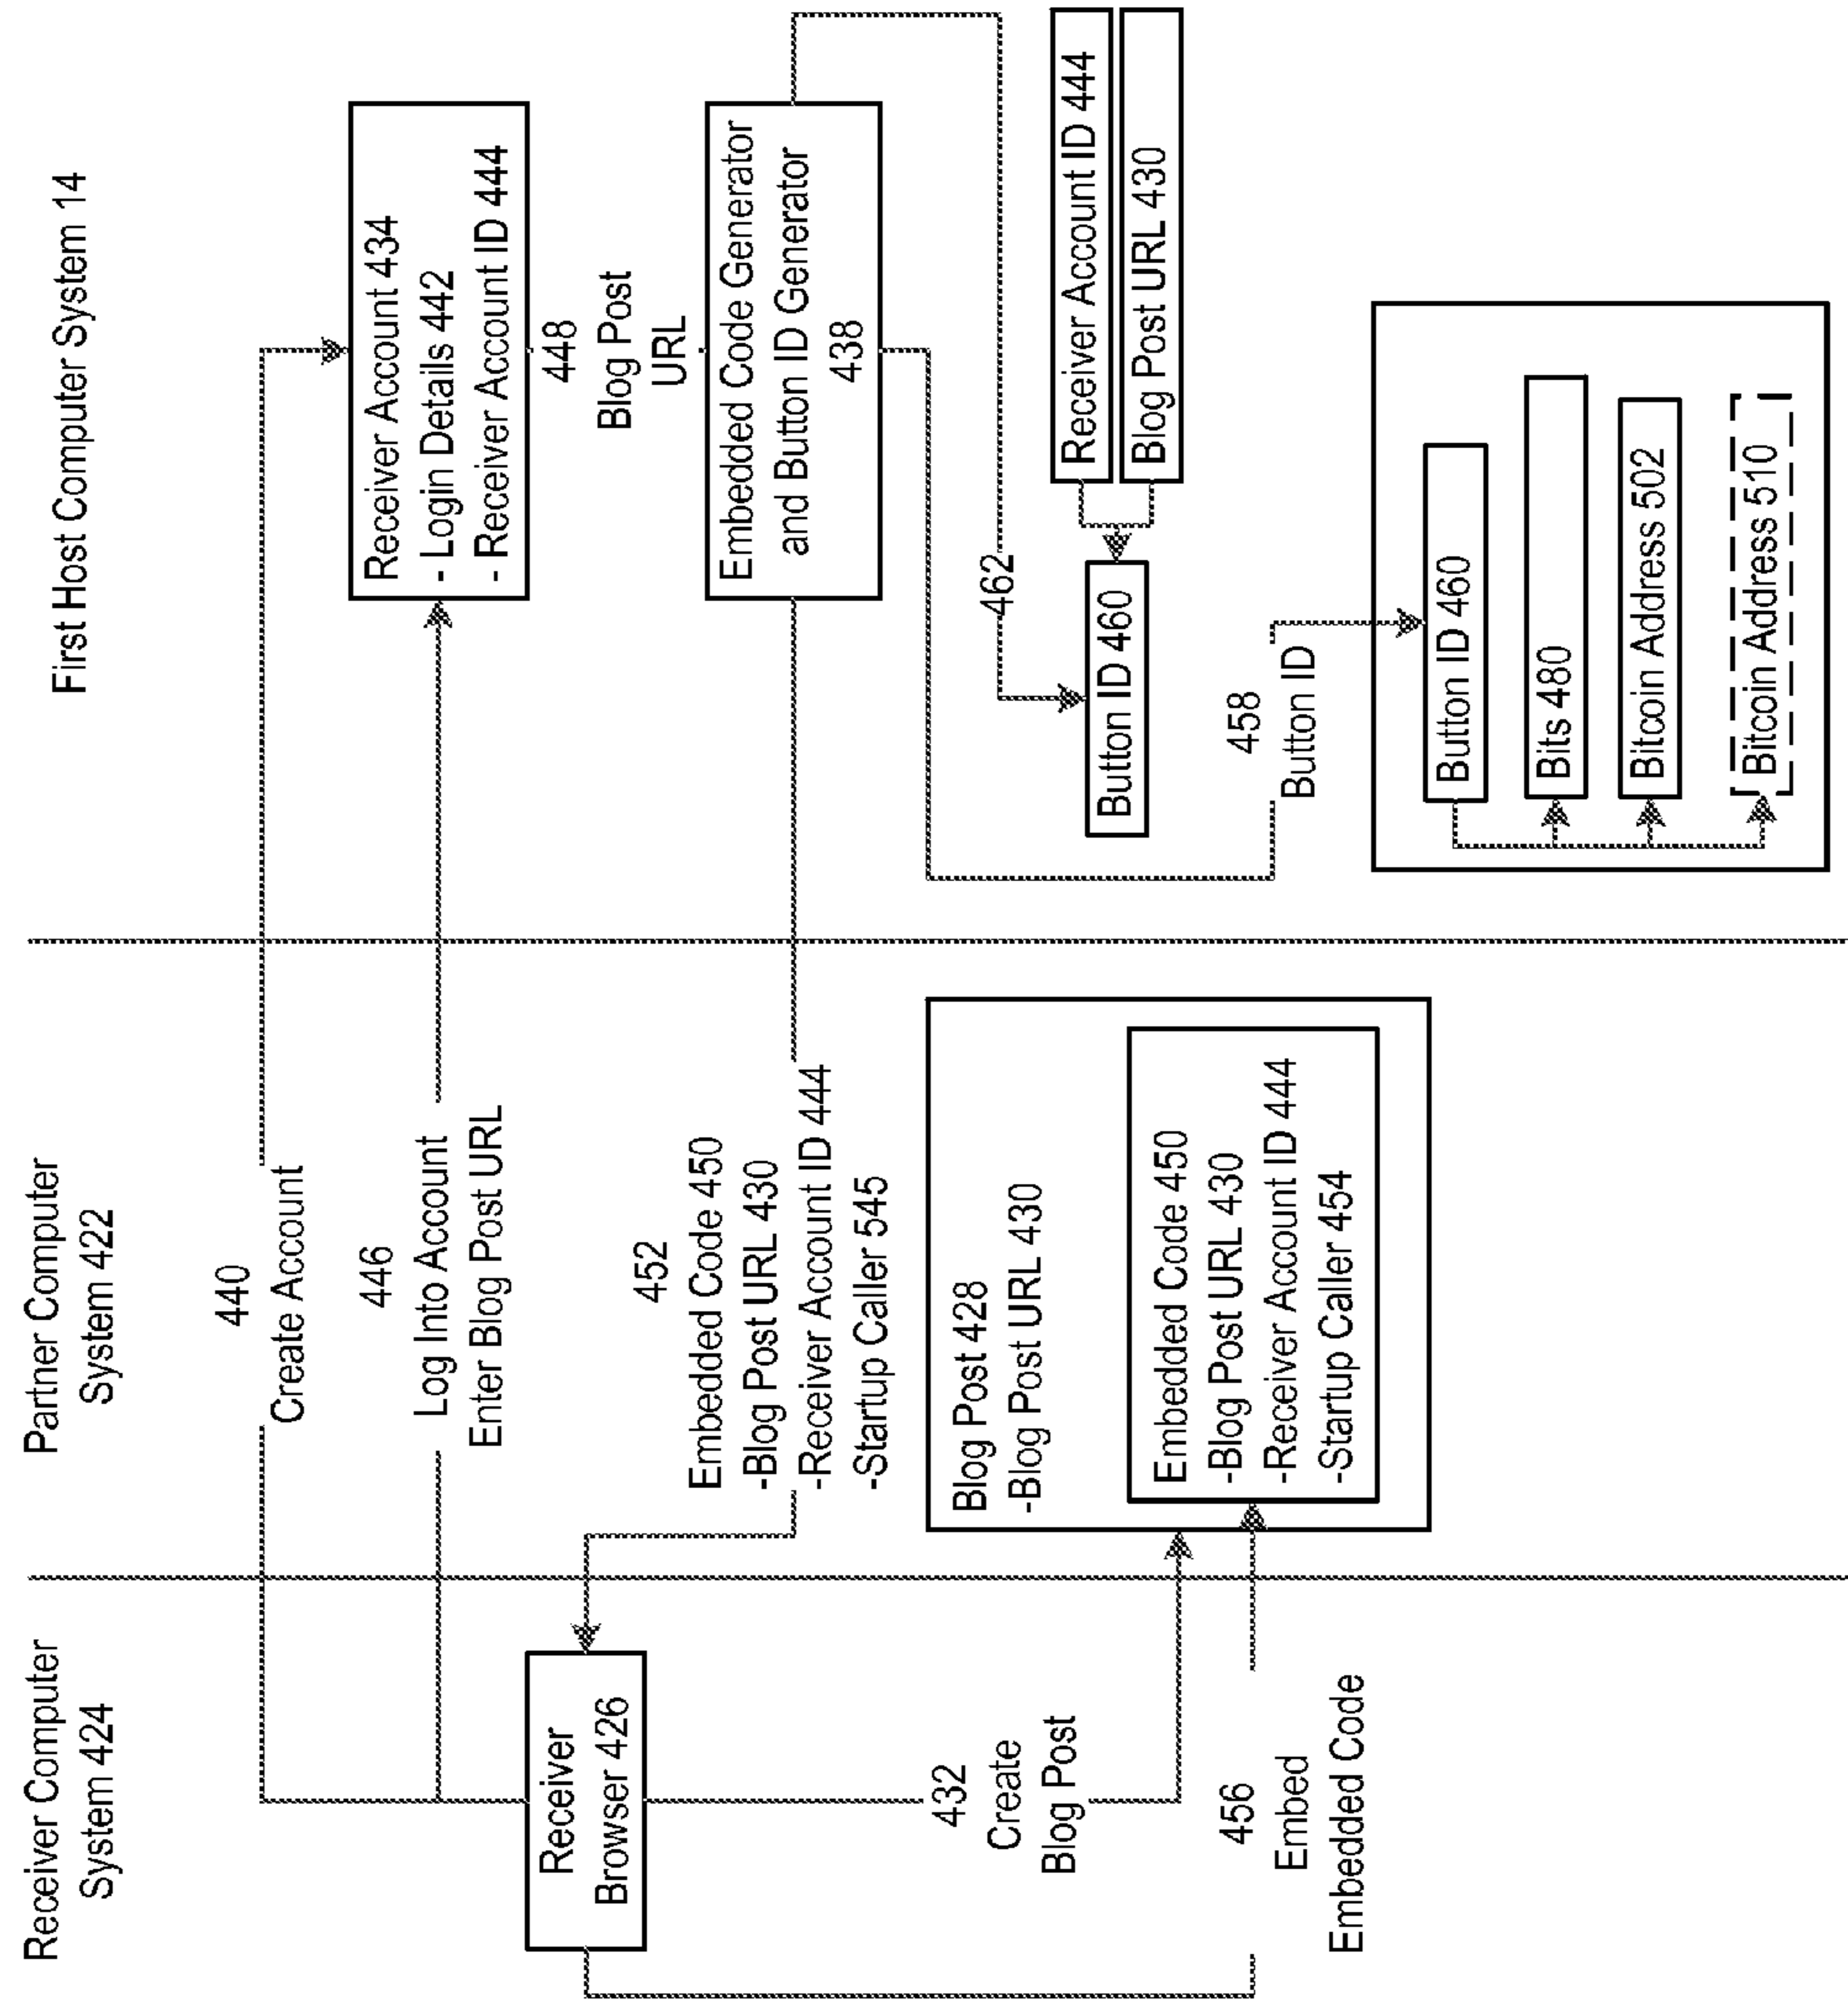 Receiver Computer
System 424
Partner Computer
System 422
First Host Computer System 14
440
Create Account
446
Log Into Account
Enter Blog Post URL
Receiver Account 434
- Login Details 442
- Receiver Account ID 444
448
Blog Post
URL
Receiver
Browser 426
452
Embedded Code 450
-Blog Post URL 430
-Receiver Account ID 444
-Startup Caller 545
Embedded Code Generator
and Button ID Generator
438
432
Create
Blog Post
Blog Post 428
-Blog Post URL 430
Embedded Code 450
-Blog Post URL 430
-Receiver Account ID 444
-Startup Caller 454
456
Embed
Embedded Code
462
Button ID 460
Receiver Account ID 444
Blog Post URL 430
458
Button ID
Button ID 460
Bits 480
Bitcoin Address 502
Bitcoin Address 510